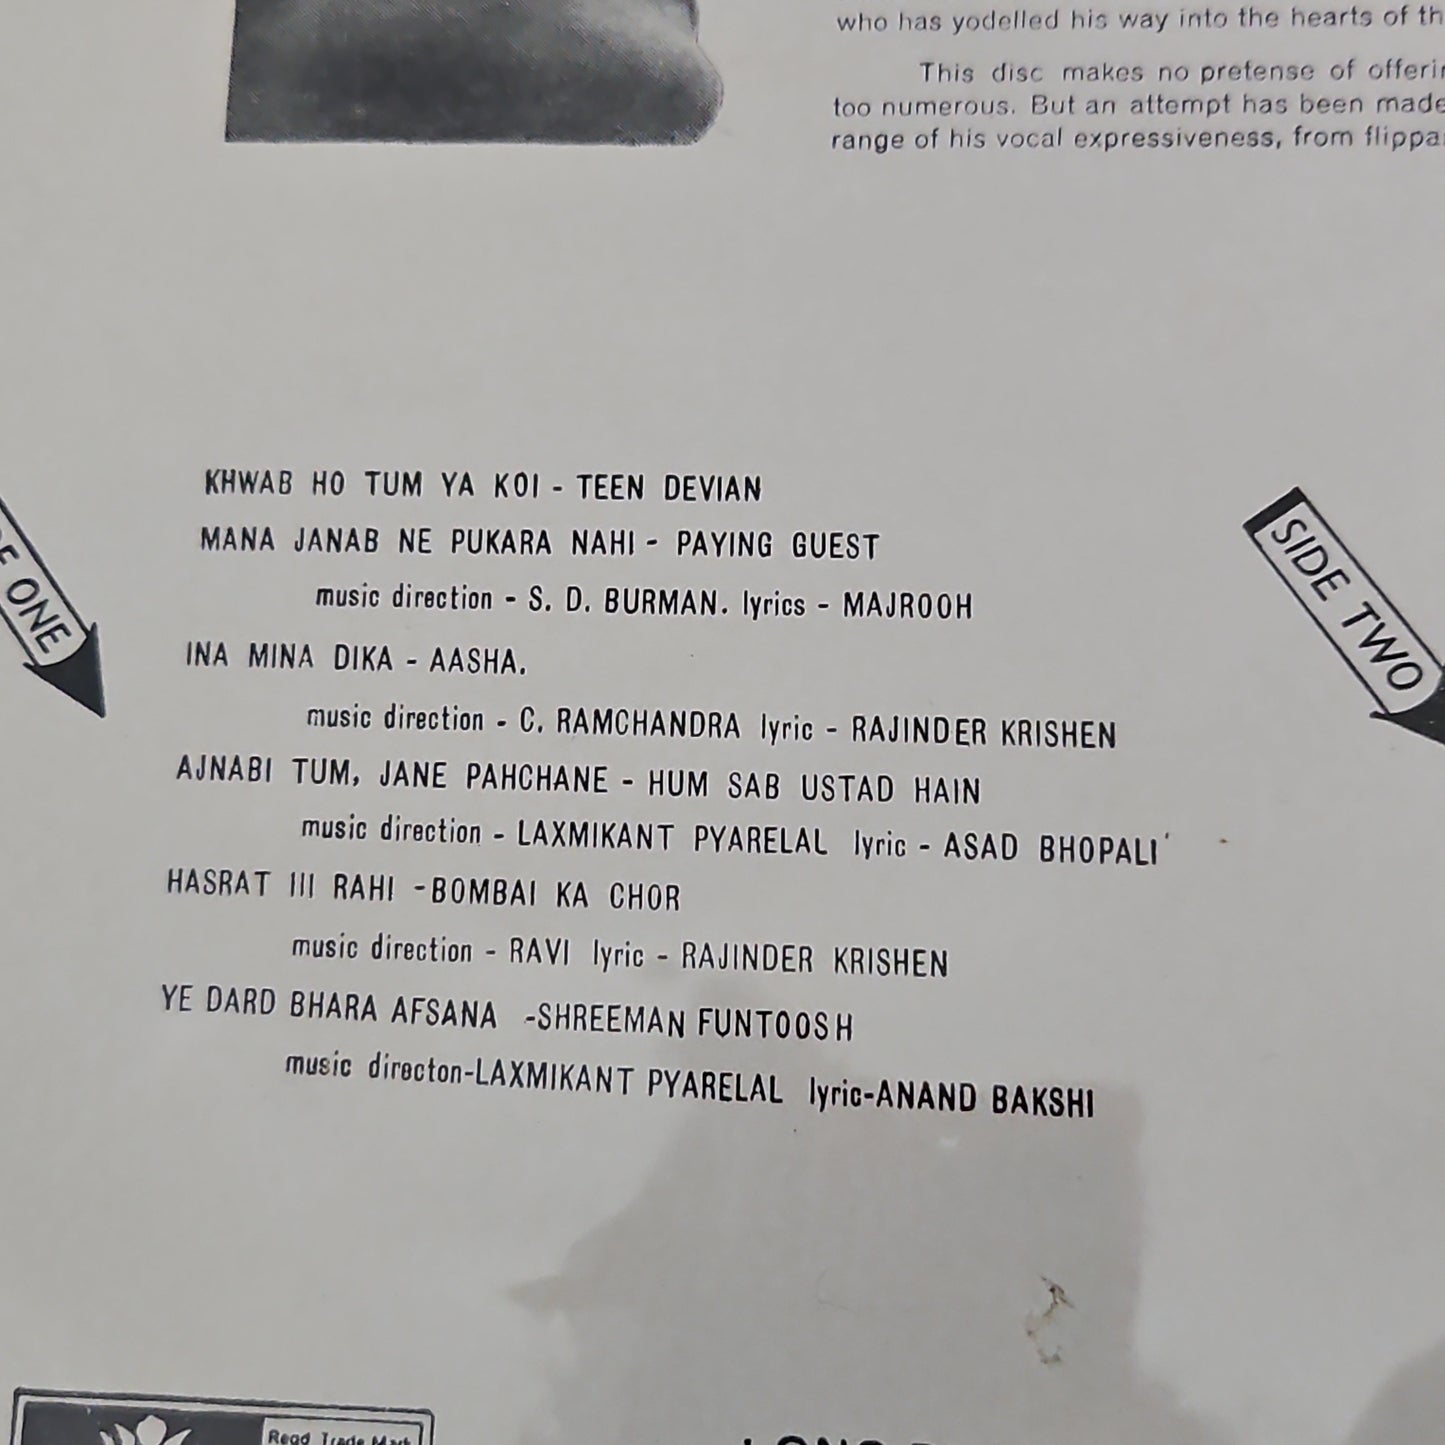 who has yodelled his way into the hearts of
This disc makes no pretense of
too numerous. But an attempt has been made
range of his vocal expressiveness, from
ONE
SIDE TWO
KHWAB HO TUM YA KOI - TEEN DEVIAN
MANA JANAB NE PUKARA NAHI - PAYING GUEST
music direction - S. D. BURMAN. lyrics - MAJROOH
INA MINA DIKA - AASHA.
music direction - C. RAMCHANDRA lyric - RAJINDER KRISHEN
AJNABI TUM, JANE PAHCHANE - HUM SAB USTAD HAIN
music direction - LAXMIKANT PYARELAL lyric - ASAD BHOPALI
HASRAT III RAHI -BOMBAI KA CHOR
music direction - RAVI lyric - RAJINDER KRISHEN
YE DARD BHARA AFSANA -SHREEMAN FUNTOOSH
music directon-LAXMIKANT PYARELAL lyric-ANAND BAKSHI
Regd Trade Mark